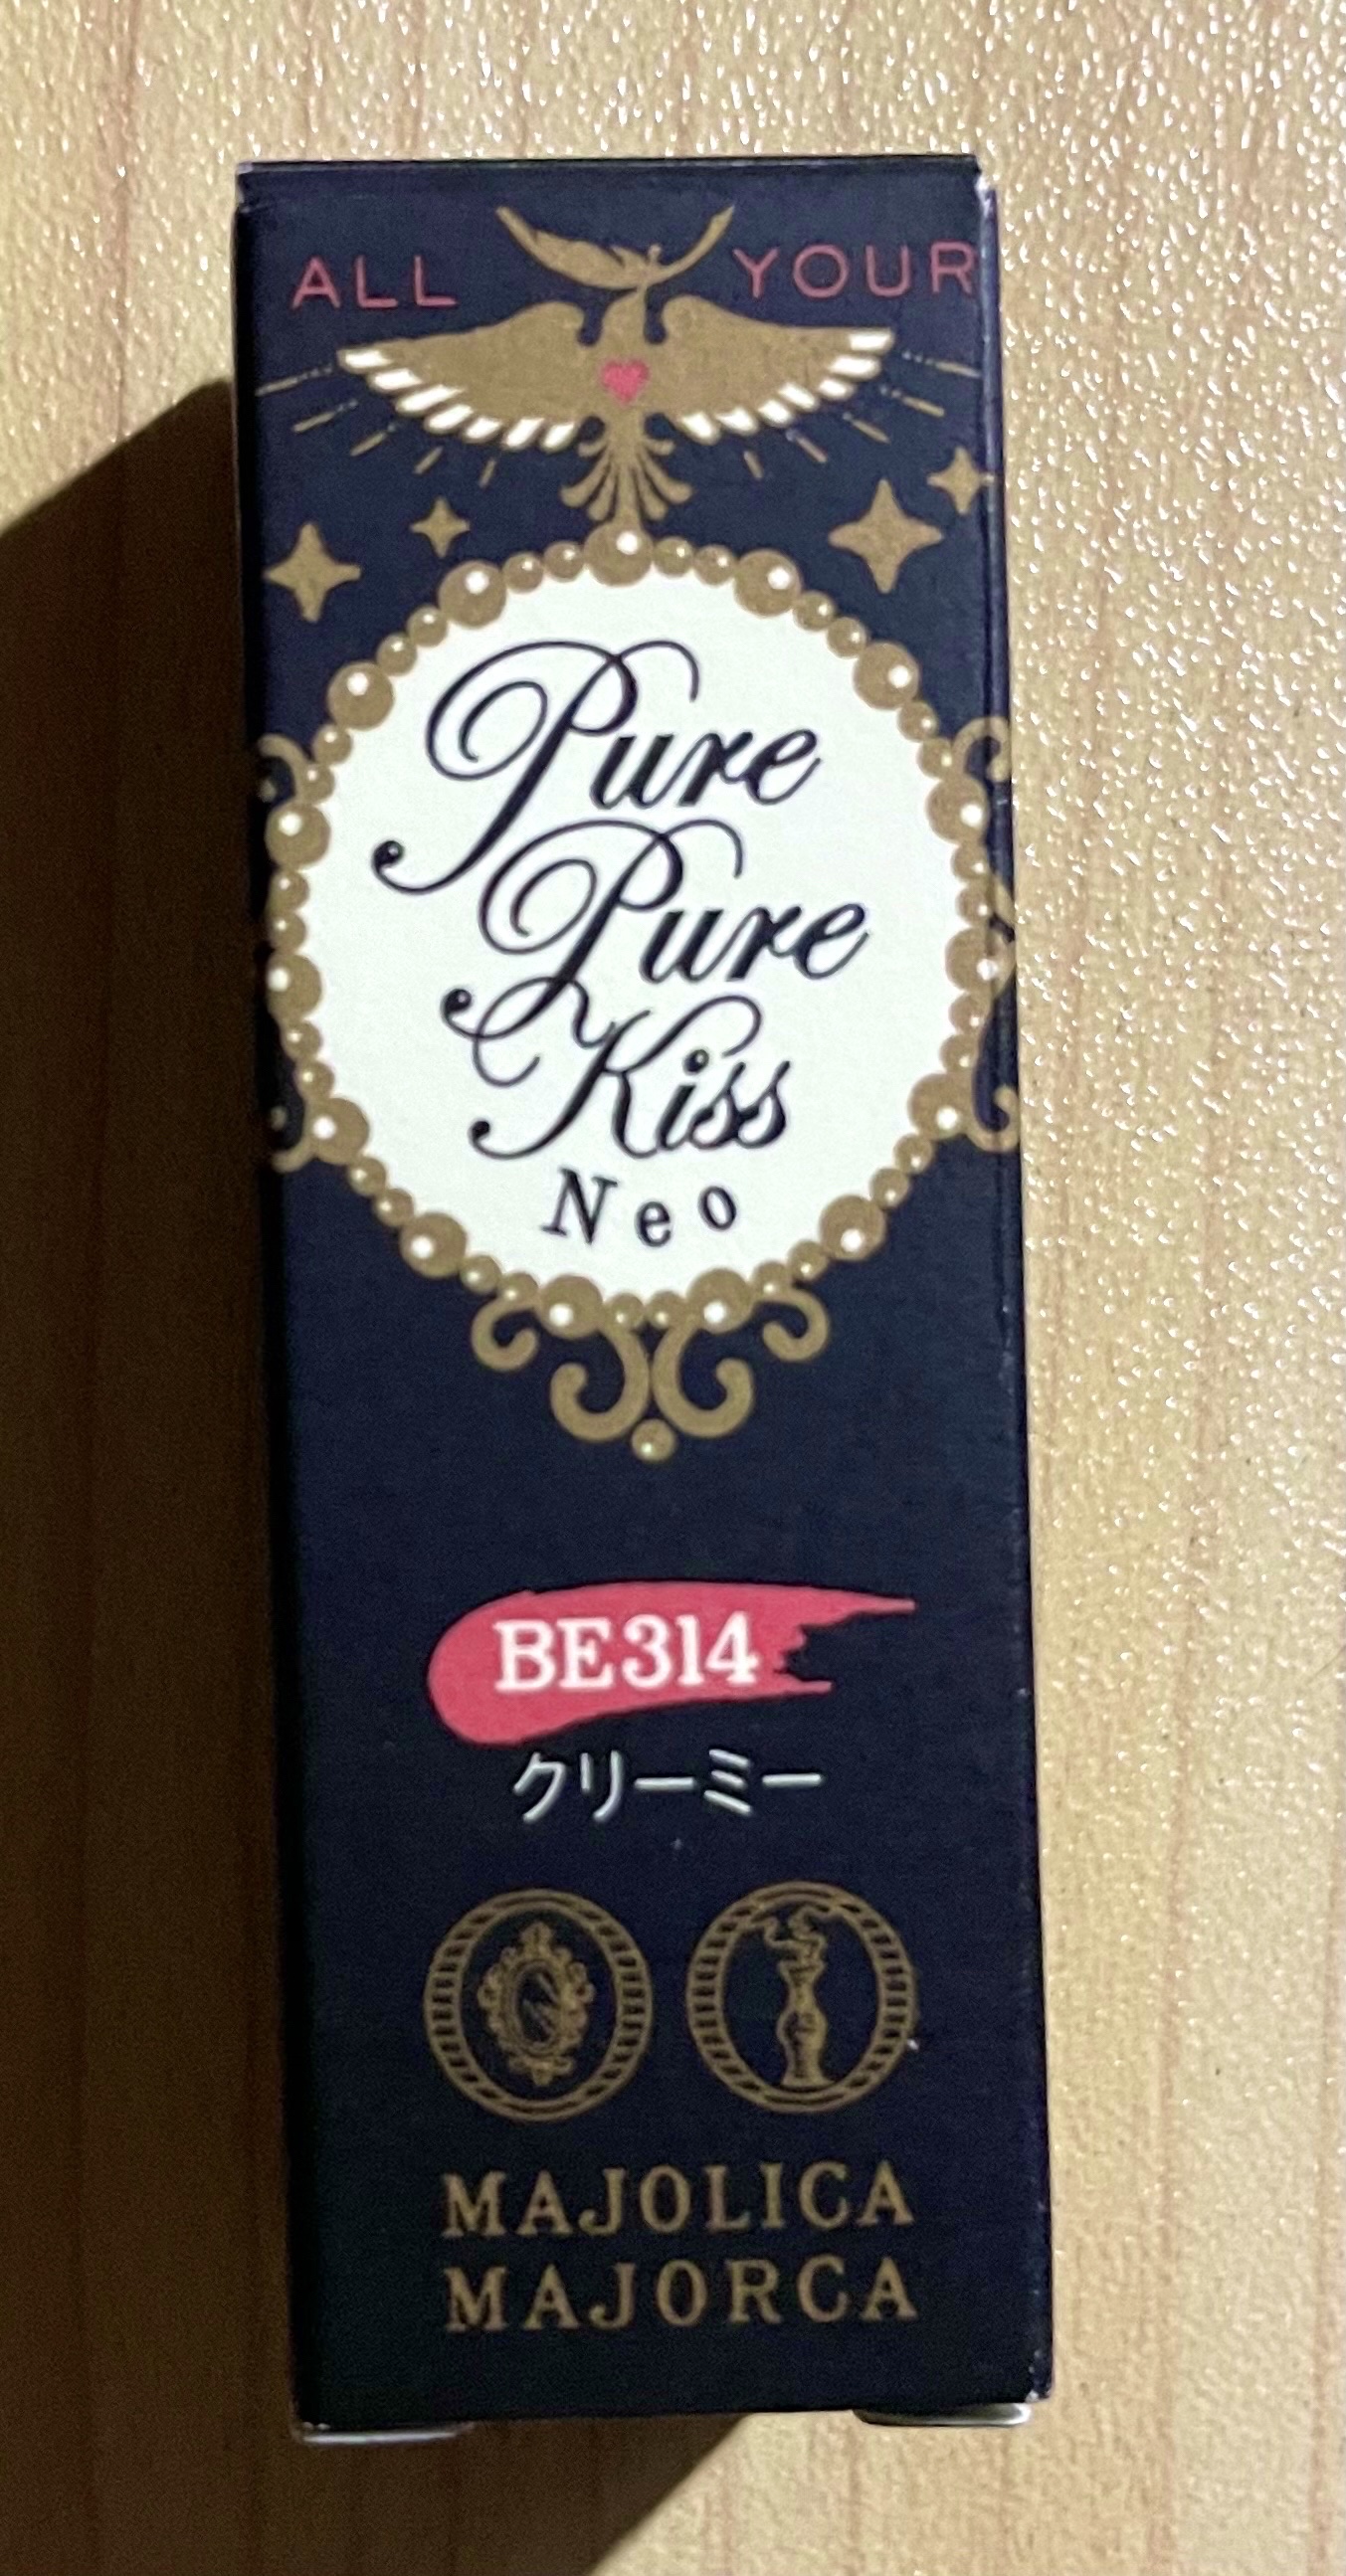 ALL YOUR
Pure
Pure
Kiss
Neo
BE314
クリーミー
MAJOLICA
MAJORCA